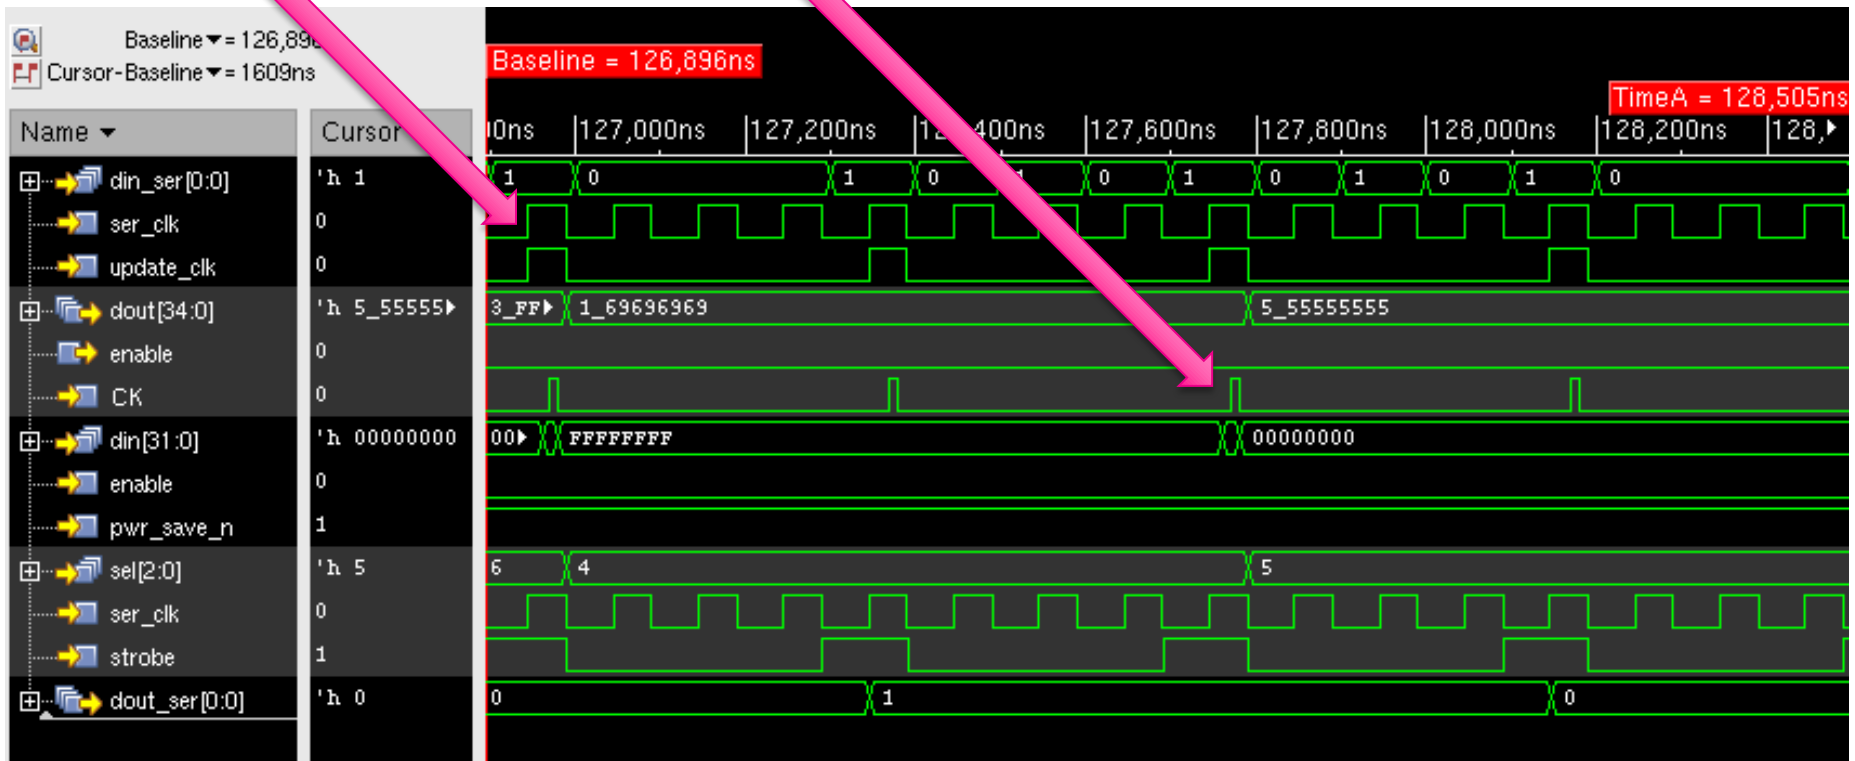 Baseline▼= 126,896
Cursor-Baseline▼= 1609ns
Baseline = 126,896ns
TimeA = 128,505ns
Name ▼ Cursor
00ns |127,000ns |127,200ns |127,400ns |127,600ns |127,800ns |128,000ns |128,200ns |128,
din_ser[0:0] 'h 1 1 0 1 0 1 0 1 0 1 0 1 0
ser_clk 0
update_clk 0
dout[34:0] 'h 5_55555 3_FF 1_69696969 5_55555555
enable 0
CK 0
din[31:0] 'h 00000000 00 FFFFFFFF 00000000
enable 0
pwr_save_n 1
sel[2:0] 'h 5 6 4 5
ser_clk 0
strobe 1
dout_ser[0:0] 'h 0 0 1 0